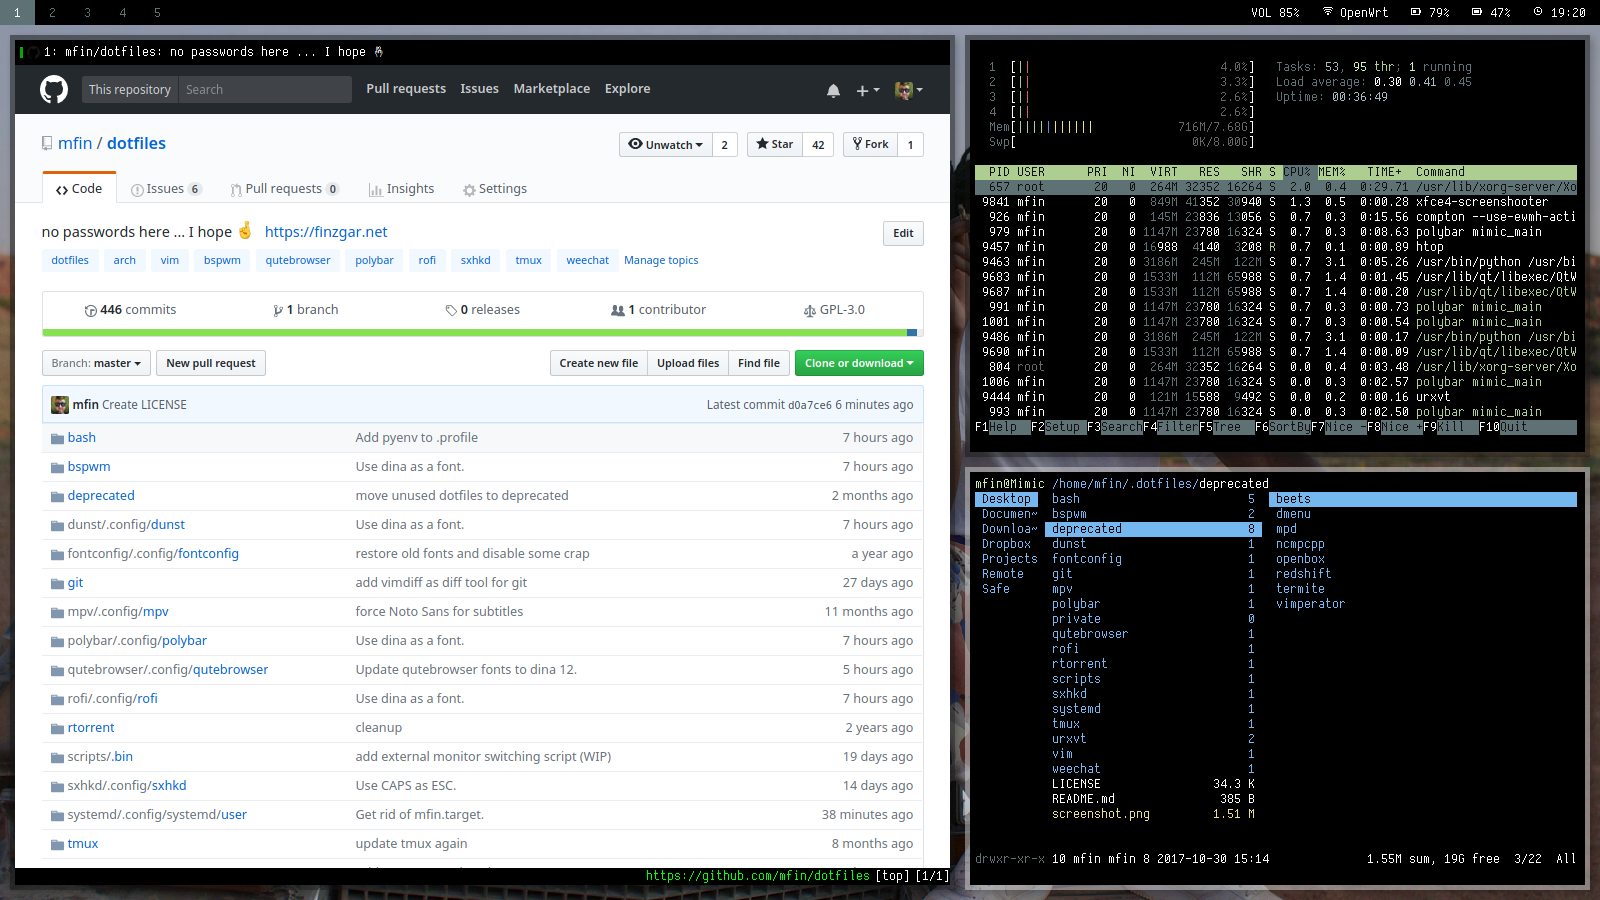 1 2 3 4 5 VOL 85% OpenWrt 79% 47% 19:20
1: mfin/dotfiles: no passwords here ... I hope
This repository Search Pull requests Issues Marketplace Explore
mfin / dotfiles Unwatch 2 Star 42 Fork 1
Code Issues 6 Pull requests 0 Insights Settings
no passwords here ... I hope https://finzgar.net Edit
dotfiles arch vim bspwm qutebrowser polybar rofi sxhkd tmux weechat Manage topics
446 commits 1 branch 0 releases 1 contributor GPL-3.0
Branch: master New pull request Create new file Upload files Find file Clone or download
mfin Create LICENSE Latest commit d0a7ce6 6 minutes ago
bash Add pyenv to .profile 7 hours ago
bspwm Use dina as a font. 7 hours ago
deprecated move unused dotfiles to deprecated 2 months ago
dunst/.config/dunst Use dina as a font. 7 hours ago
fontconfig/.config/fontconfig restore old fonts and disable some crap a year ago
git add vimdiff as diff tool for git 27 days ago
mpv/.config/mpv force Noto Sans for subtitles 11 months ago
polybar/.config/polybar Use dina as a font. 7 hours ago
qutebrowser/.config/qutebrowser Update qutebrowser fonts to dina 12. 5 hours ago
rofi/.config/rofi Use dina as a font. 7 hours ago
rtorrent cleanup 2 years ago
scripts/.bin add external monitor switching script (WIP) 19 days ago
sxhkd/.config/sxhkd Use CAPS as ESC. 14 days ago
systemd/.config/systemd/user Get rid of mfin.target. 38 minutes ago
tmux update tmux again 8 months ago
https://github.com/mfin/dotfiles [top] [1/1]
1 [|| 4.0%] Tasks: 53, 95 thr; 1 running
2 [|| 3.3%] Load average: 0.30 0.41 0.45
3 [|| 2.6%] Uptime: 00:36:49
4 [|| 2.6%]
Mem[||||||||||| 716M/7.68G]
Swp[ 0K/8.00G]
PID USER PRI NI VIRT RES SHR S CPU% MEM% TIME+ Command
657 root 20 0 264M 32352 16264 S 2.0 0.4 0:29.71 /usr/lib/xorg-server/Xo
9841 mfin 20 0 849M 41352 30940 S 1.3 0.5 0:00.28 xfce4-screenshooter
926 mfin 20 0 145M 23836 13056 S 0.7 0.3 0:15.56 compton --use-ewmh-acti
979 mfin 20 0 1147M 23780 16324 S 0.7 0.3 0:08.63 polybar mimic_main
9457 mfin 20 0 16988 4140 3208 R 0.7 0.1 0:00.89 htop
9463 mfin 20 0 3186M 245M 122M S 0.7 3.1 0:05.26 /usr/bin/python /usr/bi
9683 mfin 20 0 1533M 112M 65988 S 0.7 1.4 0:01.45 /usr/lib/qt/libexec/QtW
9687 mfin 20 0 1533M 112M 65988 S 0.7 1.4 0:00.20 /usr/lib/qt/libexec/QtW
991 mfin 20 0 1147M 23780 16324 S 0.7 0.3 0:00.73 polybar mimic_main
1001 mfin 20 0 1147M 23780 16324 S 0.7 0.3 0:00.54 polybar mimic_main
9486 mfin 20 0 3186M 245M 122M S 0.7 3.1 0:00.17 /usr/bin/python /usr/bi
9690 mfin 20 0 1533M 112M 65988 S 0.7 1.4 0:00.09 /usr/lib/qt/libexec/QtW
804 root 20 0 264M 32352 16264 S 0.0 0.4 0:03.48 /usr/lib/xorg-server/Xo
1006 mfin 20 0 1147M 23780 16324 S 0.0 0.3 0:02.57 polybar mimic_main
9444 mfin 20 0 121M 15588 9492 S 0.0 0.2 0:00.16 urxvt
993 mfin 20 0 1147M 23780 16324 S 0.0 0.3 0:02.50 polybar mimic_main
F1Help F2Setup F3SearchF4FilterF5Tree F6SortByF7Nice -F8Nice +F9Kill F10Quit
mfin@Mimic /home/mfin/.dotfiles/deprecated
Desktop bash 5 beets
Documen~ bspwm 2 dmenu
Downloa~ deprecated 8 mpd
Dropbox dunst 1 ncmpcpp
Projects fontconfig 1 openbox
Remote git 1 redshift
Safe mpv 1 termite
polybar 1 vimperator
private 0
qutebrowser 1
rofi 1
rtorrent 1
scripts 1
sxhkd 1
systemd 1
tmux 1
urxvt 2
vim 1
weechat 1
LICENSE 34.3 K
README.md 385 B
screenshot.png 1.51 M
drwxr-xr-x 10 mfin mfin 8 2017-10-30 15:14 1.55M sum, 19G free 3/22 All